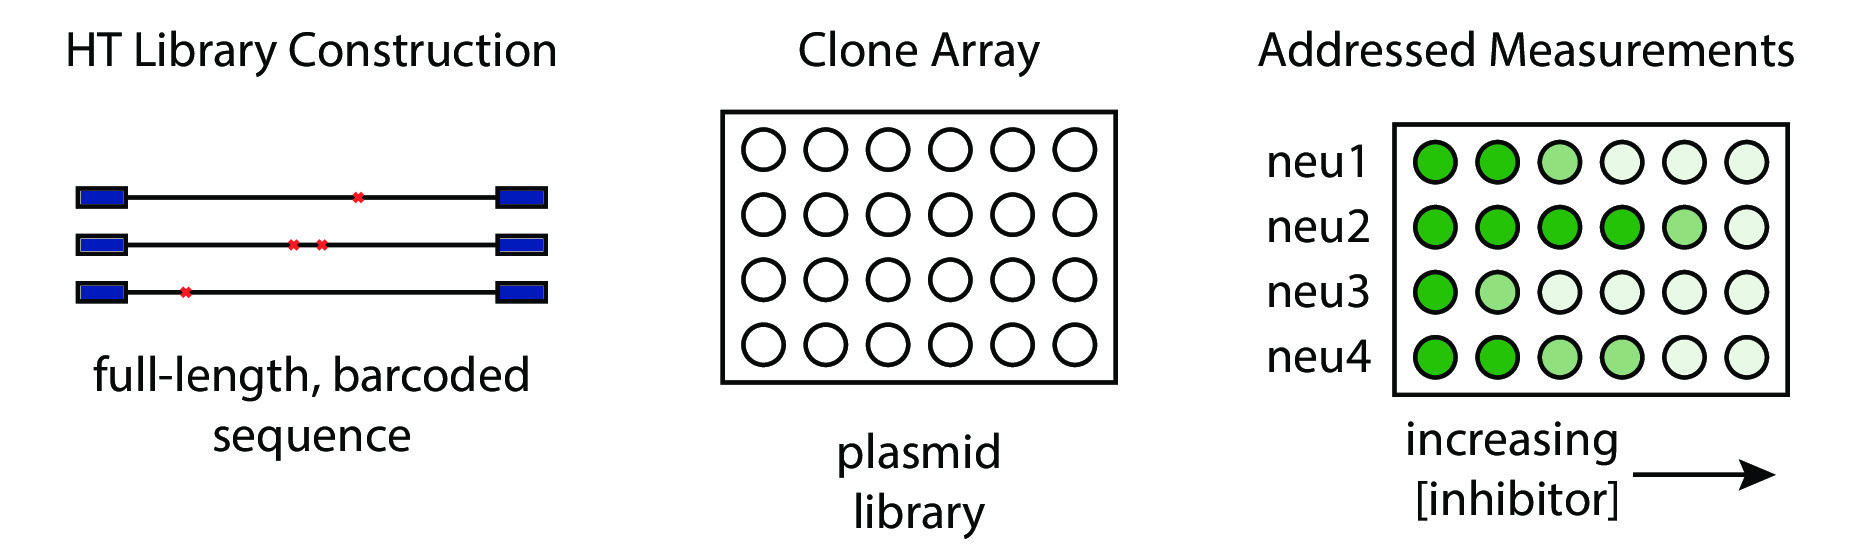 HT Library Construction
full-length, barcoded
sequence
Clone Array
plasmid
library
Addressed Measurements
neu1
neu2
neu3
neu4
increasing
[inhibitor]